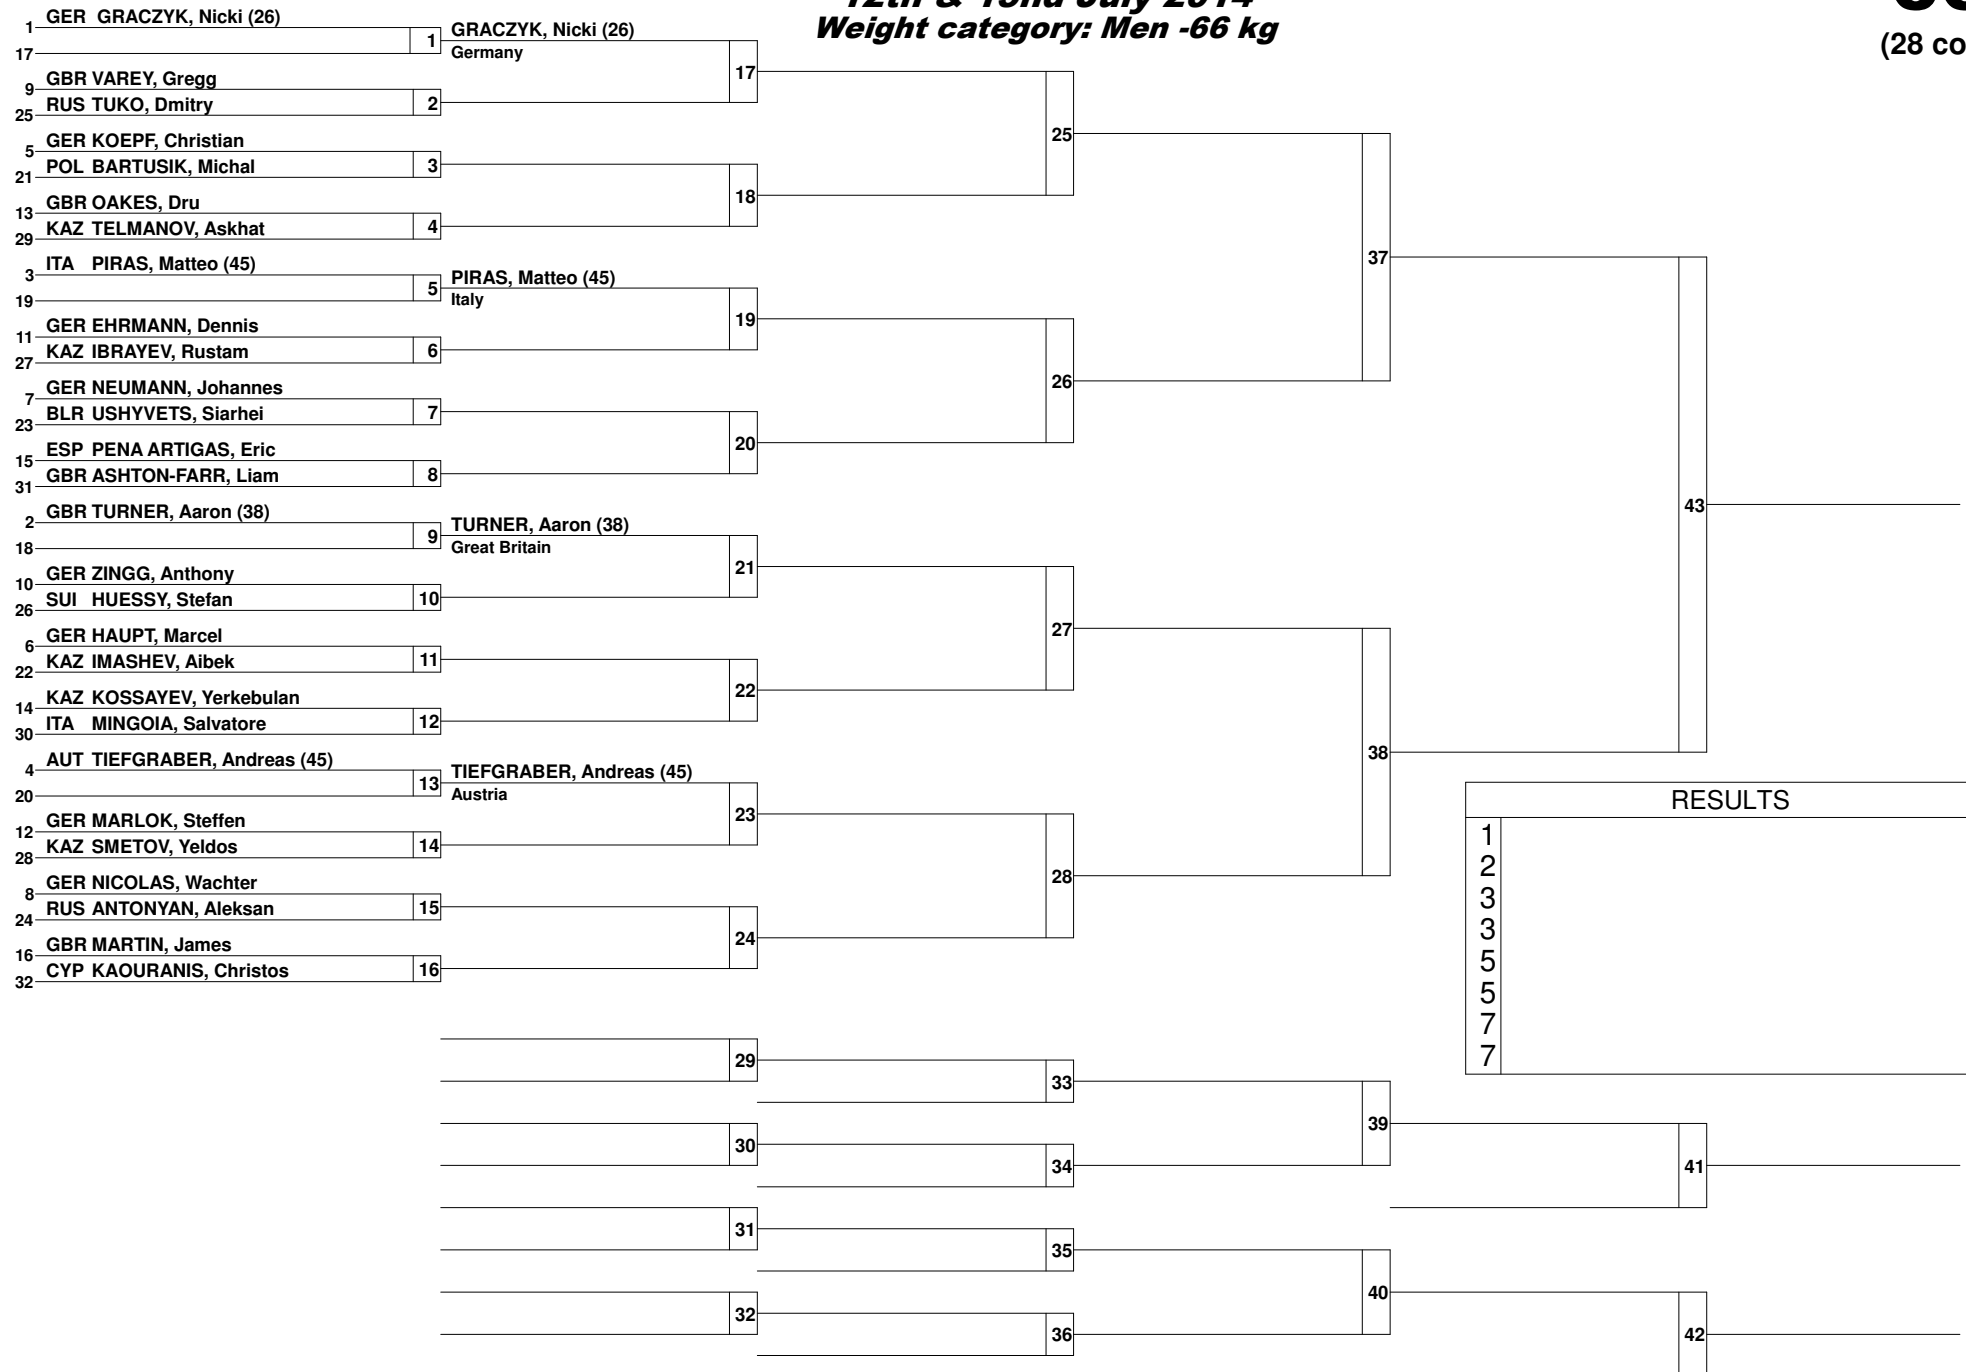 12th & 13nd July 2014
Weight category: Men -66 kg
(28 co
1 GER GRACZYK, Nicki (26)
17
1
GRACZYK, Nicki (26)
Germany
9 GBR VAREY, Gregg
25 RUS TUKO, Dmitry
2
17
5 GER KOEPF, Christian
21 POL BARTUSIK, Michal
3
13 GBR OAKES, Dru
29 KAZ TELMANOV, Askhat
4
18
25
3 ITA PIRAS, Matteo (45)
19
5
PIRAS, Matteo (45)
Italy
11 GER EHRMANN, Dennis
27 KAZ IBRAYEV, Rustam
6
19
7 GER NEUMANN, Johannes
23 BLR USHYVETS, Siarhei
7
15 ESP PENA ARTIGAS, Eric
31 GBR ASHTON-FARR, Liam
8
20
26
37
2 GBR TURNER, Aaron (38)
18
9
TURNER, Aaron (38)
Great Britain
10 GER ZINGG, Anthony
26 SUI HUESSY, Stefan
10
21
6 GER HAUPT, Marcel
22 KAZ IMASHEV, Aibek
11
14 KAZ KOSSAYEV, Yerkebulan
30 ITA MINGOIA, Salvatore
12
22
27
4 AUT TIEFGRABER, Andreas (45)
20
13
TIEFGRABER, Andreas (45)
Austria
12 GER MARLOK, Steffen
28 KAZ SMETOV, Yeldos
14
23
8 GER NICOLAS, Wachter
24 RUS ANTONYAN, Aleksan
15
16 GBR MARTIN, James
32 CYP KAOURANIS, Christos
16
24
28
38
43
RESULTS
1
2
3
3
5
5
7
7
29
33
30
34
39
41
31
35
32
36
40
42